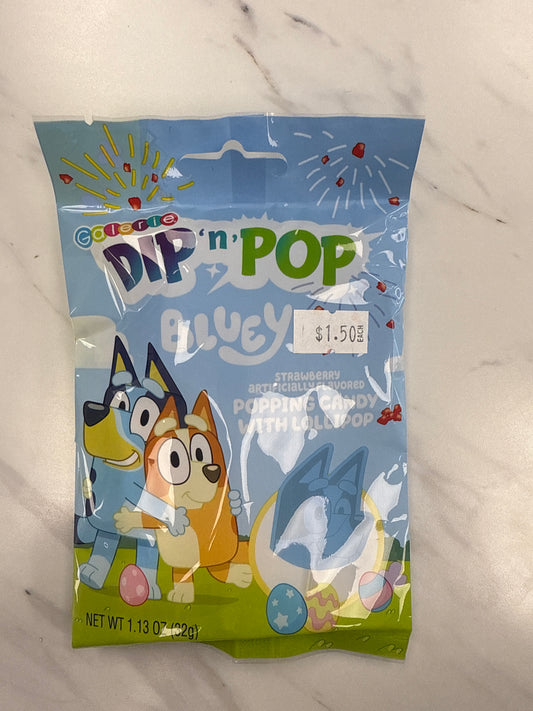 Galerie
DIP 'n' POP
BLUEY
$1.50 EACH
STRAWBERRY
ARTIFICIALLY FLAVORED
POPPING CANDY
WITH LOLLIPOP
NET WT 1.13 OZ (32g)